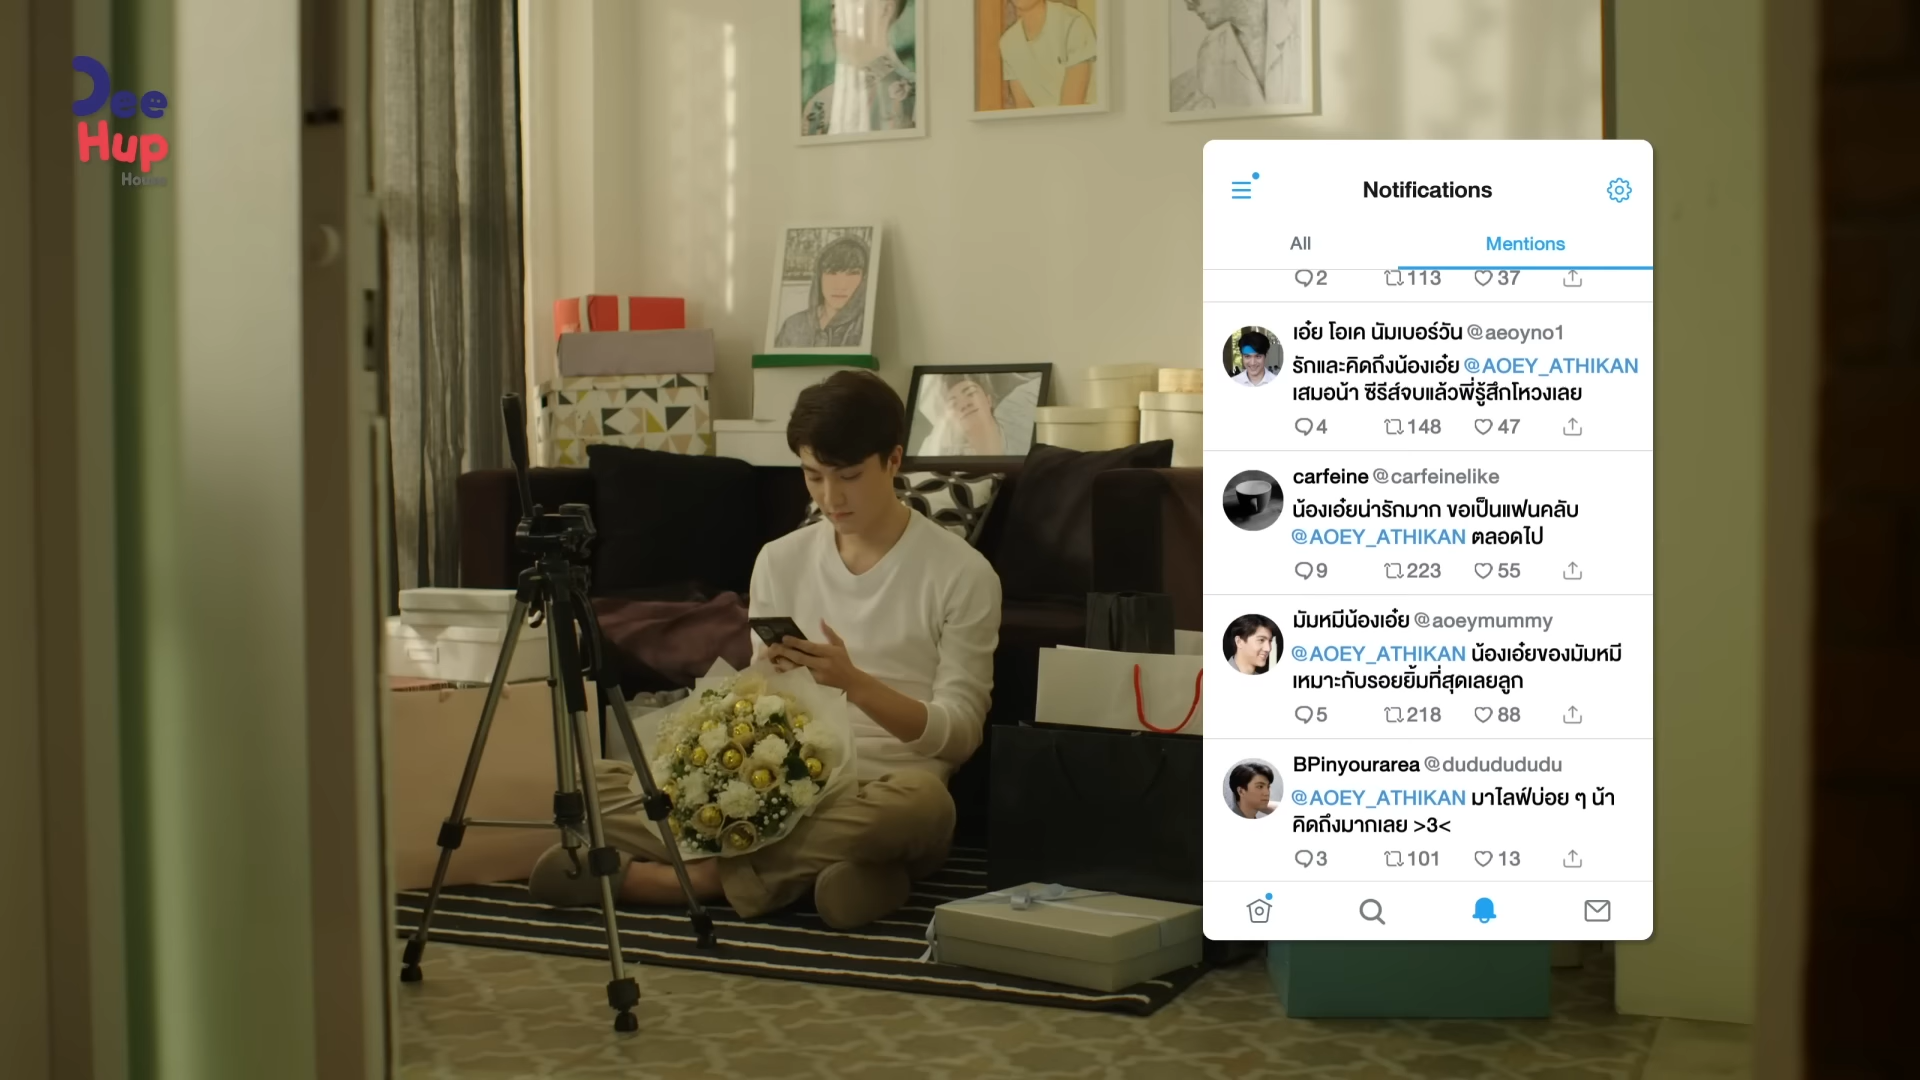 Dee
Hup
House
Notifications
All
Mentions
2 113 37
เอ๋ย โอเค นัมเบอร์วัน @aeoyno1
รักและคิดถึงน้องเอ๋ย @AOEY_ATHIKAN
เสมอน้า ซีรีส์จบแล้วพี่รู้สึกโหวงเลย
4 148 47
carfeine @carfeinelike
น้องเอ๋ยน่ารักมาก ขอเป็นแฟนคลับ
@AOEY_ATHIKAN ตลอดไป
9 223 55
มัมหมีน้องเอ๋ย @aoeymummy
@AOEY_ATHIKAN น้องเอ๋ยของมัมหมี
เหมาะกับรอยยิ้มที่สุดเลยลูก
5 218 88
BPinyourarea @dududududu
@AOEY_ATHIKAN มาไลฟ์บ่อย ๆ น้า
คิดถึงมากเลย >3<
3 101 13